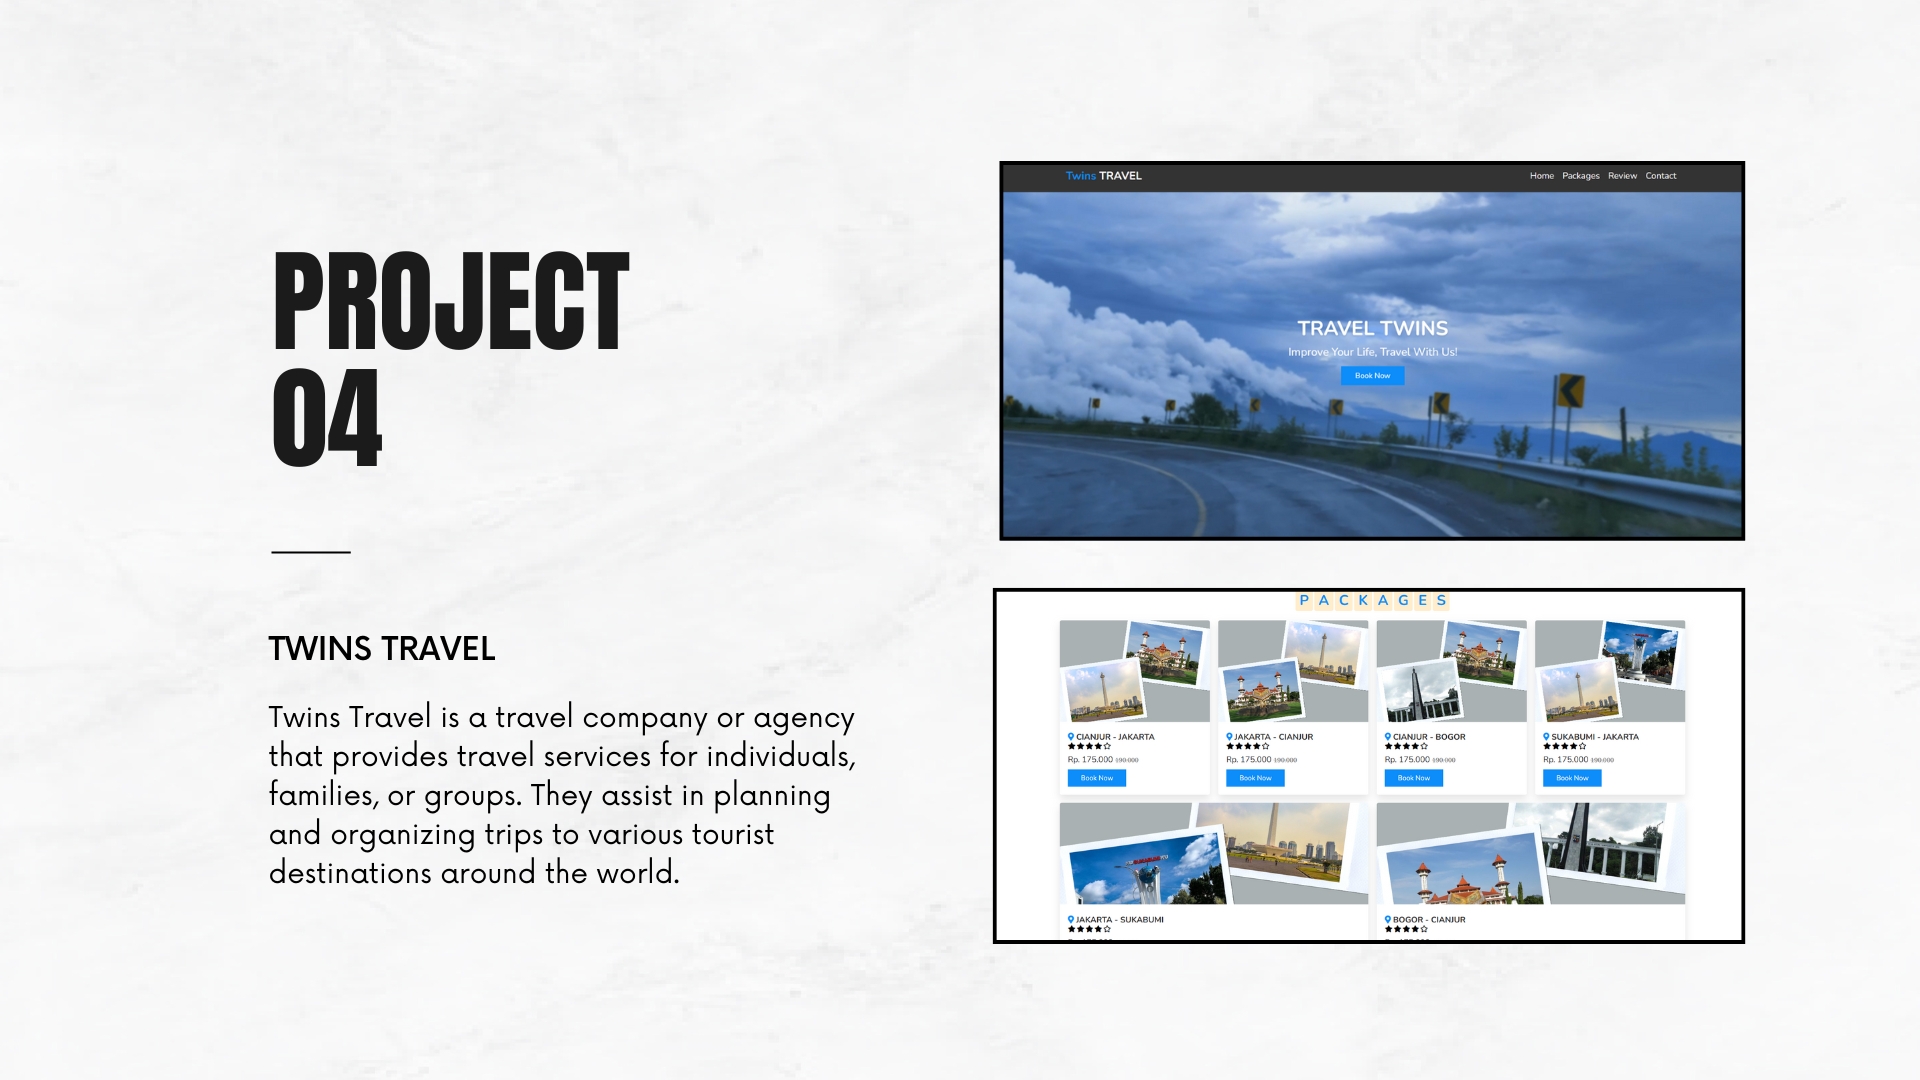 PROJECT
04
TWINS TRAVEL
Twins Travel is a travel company or agency
that provides travel services for individuals,
families, or groups. They assist in planning
and organizing trips to various tourist
destinations around the world.
Twins TRAVEL
Home Packages Review Contact
TRAVEL TWINS
Improve Your Life, Travel With Us!
Book Now
PACKAGES
CIANJUR - JAKARTA
Rp. 175.000 190.000
Book Now
JAKARTA - CIANJUR
Rp. 175.000 190.000
Book Now
CIANJUR - BOGOR
Rp. 175.000 190.000
Book Now
SUKABUMI - JAKARTA
Rp. 175.000 190.000
Book Now
JAKARTA - SUKABUMI
BOGOR - CIANJUR